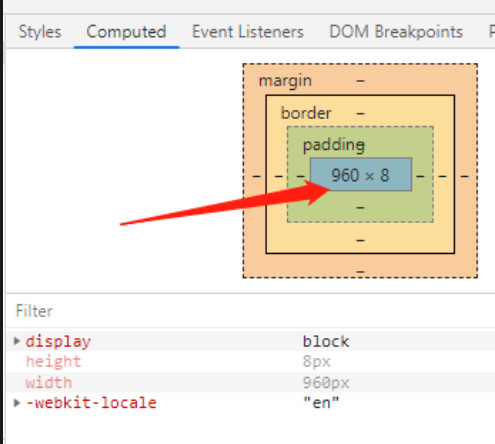 Styles Computed Event Listeners DOM Breakpoints
margin –
border –
padding –
– – – 960 × 8 – – –
–
–
–
Filter
display block
height 8px
width 960px
-webkit-locale "en"